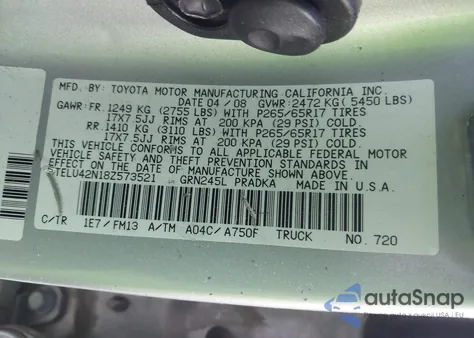 MFD. BY: TOYOTA MOTOR MANUFACTURING CALIFORNIA INC.
DATE 04/08 GVWR: 2472 KG (5450 LBS)
GAWR: FR. 1249 KG (2755 LBS) WITH P265/65R17 TIRES
17X7.5JJ RIMS AT 200 KPA (29 PSI) COLD TIRE
RR. 1410 KG (3110 LBS) WITH P265/65R17 TIRES
17X7.5JJ RIMS AT 200 KPA (29 PSI) COLD TIRE
THIS VEHICLE CONFORMS TO ALL APPLICABLE FEDERAL MOTOR
VEHICLE SAFETY AND THEFT PREVENTION STANDARDS IN
EFFECT ON THE DATE OF MANUFACTURE SHOWN ABOVE.
5TELU42N18Z573521 GRN245L PRADKA MADE IN U.S.A.
C/TR 1E7/FM13 A/TM A04C/A750F TRUCK NO. 720
autoSnap